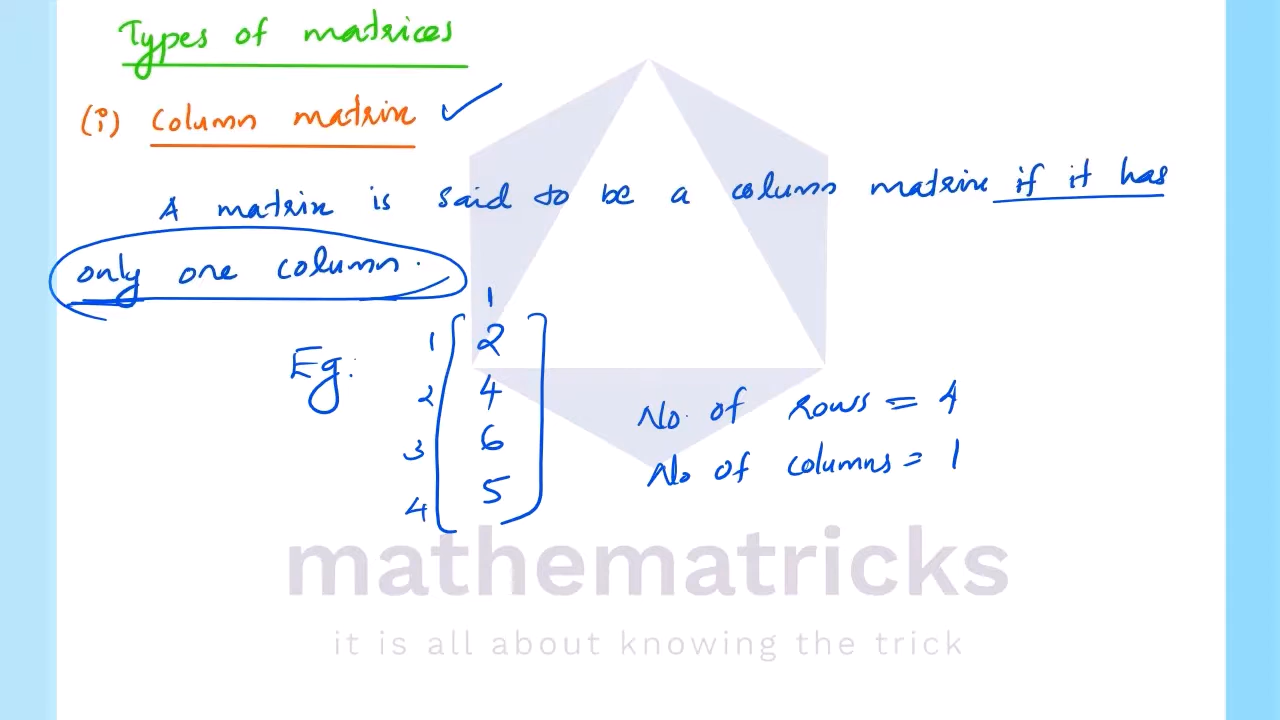 Types of matrices
(i) Column matrix
A matrix is said to be a column matrix if it has
only one column.
1
Eg:
1 2
2 4
3 6
4 5
No. of rows = 4
No of columns = 1
mathematricks
it is all about knowing the trick